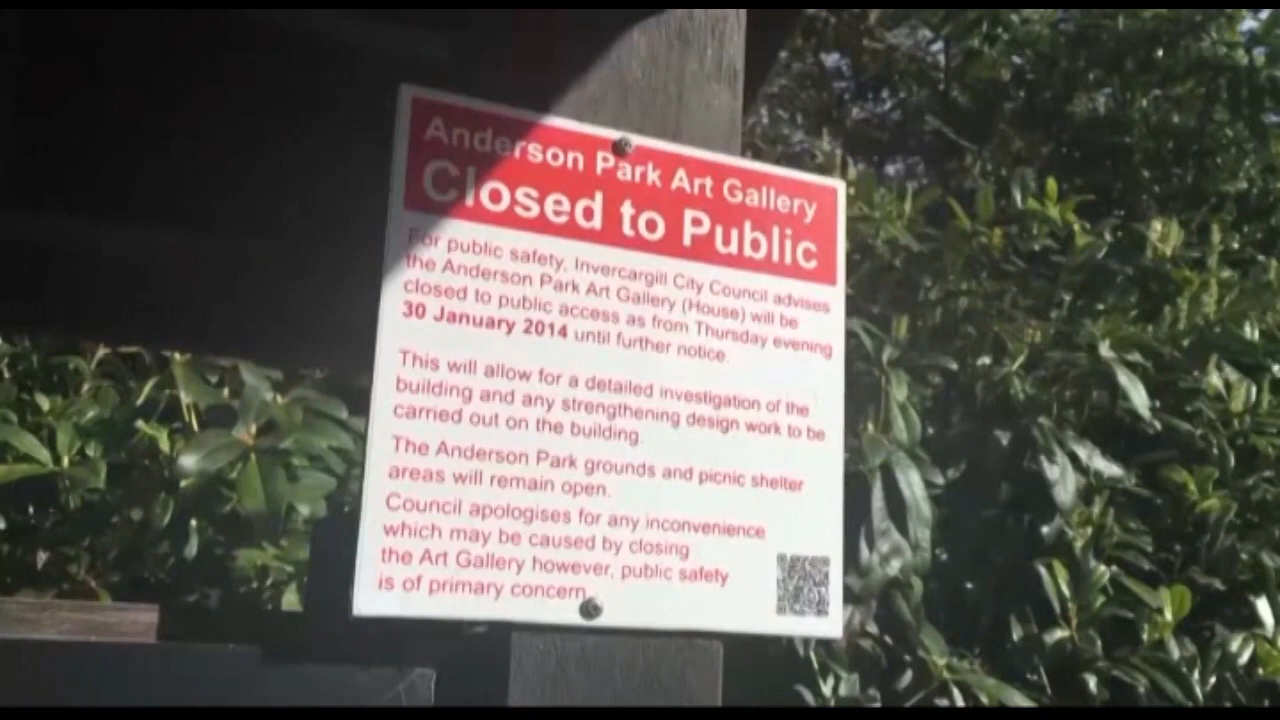 Anderson Park Art Gallery
Closed to Public
For public safety, Invercargill City Council advises
the Anderson Park Art Gallery (House) will be
closed to public access as from Thursday evening
30 January 2014 until further notice.
This will allow for a detailed investigation of the
building and any strengthening design work to be
carried out on the building.
The Anderson Park grounds and picnic shelter
areas will remain open.
Council apologises for any inconvenience
which may be caused by closing
the Art Gallery however, public safety
is of primary concern.